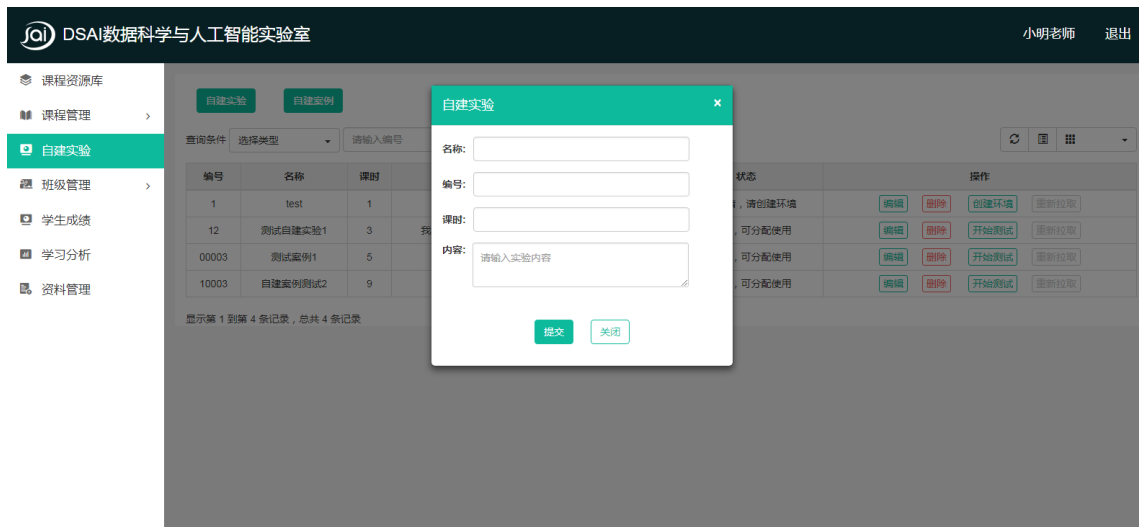 DSAI数据科学与人工智能实验室
小明老师 退出
课程资源库
课程管理
自建实验
班级管理
学生成绩
学习分析
资料管理
自建实验 自建案例
查询条件 选择类型 请输入编号
编号 名称 课时 状态 操作
1 test 1 ，请创建环境 编辑 删除 创建环境 重新拉取
12 测试自建实验1 3 我 ，可分配使用 编辑 删除 开始测试 重新拉取
00003 测试案例1 5 ，可分配使用 编辑 删除 开始测试 重新拉取
10003 自建案例测试2 9 ，可分配使用 编辑 删除 开始测试 重新拉取
显示第 1 到第 4 条记录，总共 4 条记录
自建实验 ×
名称:
编号:
课时:
内容: 请输入实验内容
提交 关闭